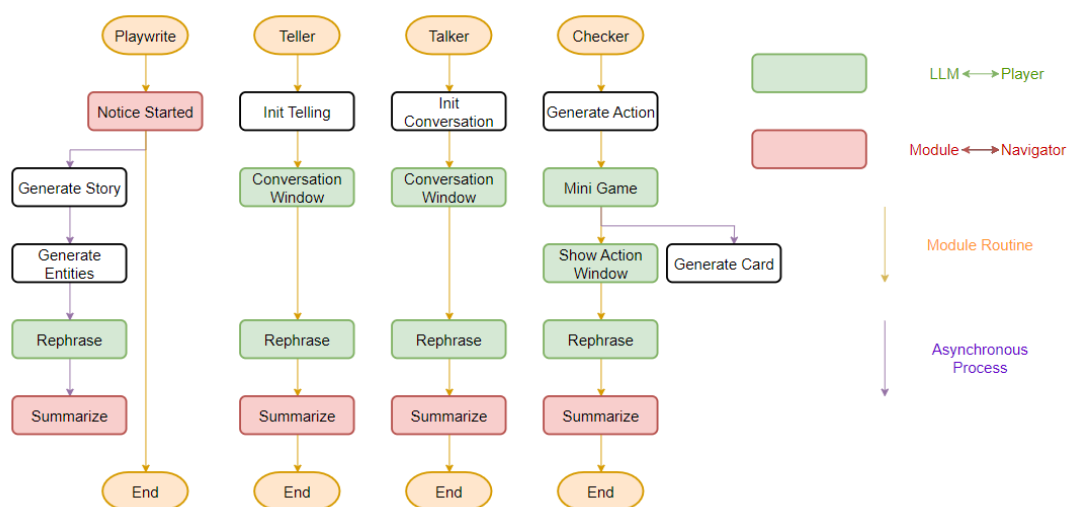 Playwrite
Teller
Talker
Checker
Notice Started
Init Telling
Init
Conversation
Generate Action
LLM
Player
Module
Navigator
Generate Story
Conversation
Window
Conversation
Window
Mini Game
Generate
Entities
Show Action
Window
Generate Card
Module Routine
Rephrase
Rephrase
Rephrase
Rephrase
Asynchronous
Process
Summarize
Summarize
Summarize
Summarize
End
End
End
End